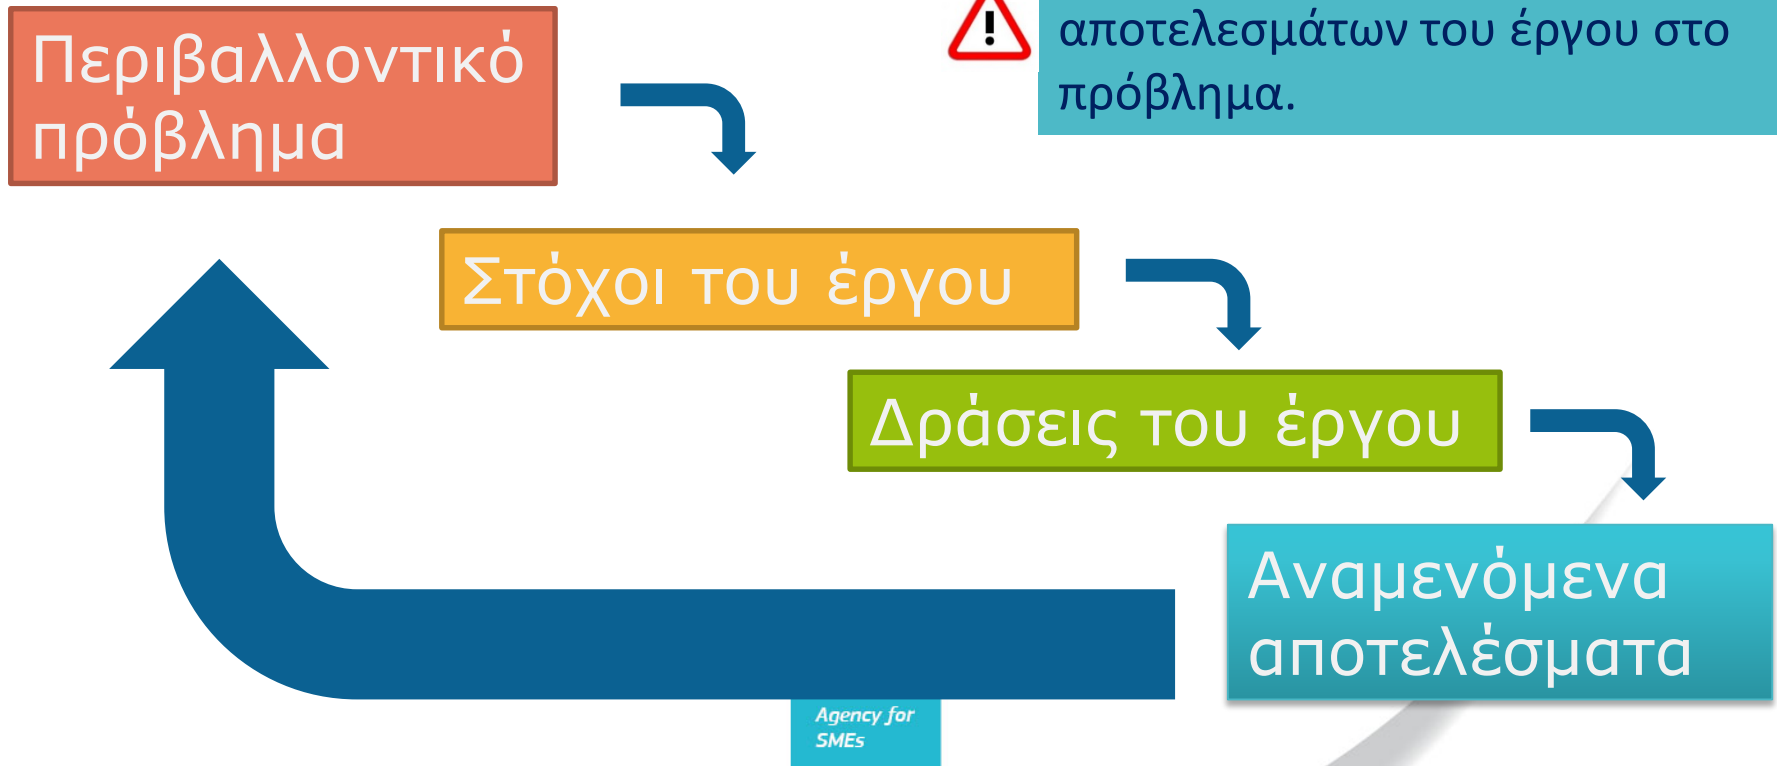 Περιβαλλοντικό
πρόβλημα
αποτελεσμάτων του έργου στο
πρόβλημα.
Στόχοι του έργου
Δράσεις του έργου
Αναμενόμενα
αποτελέσματα
Agency for
SMEs